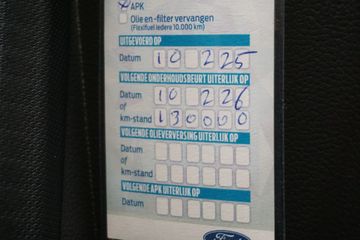 APK
Olie en -filter vervangen
(Flexifuel iedere 10.000 km)
UITGEVOERD OP
Datum 10 2 25
VOLGENDE ONDERHOUDSBEURT UITERLIJK OP
Datum 10 2 26
of
km-stand 130000
VOLGENDE OLIEVERVERSING UITERLIJK OP
Datum
of
km-stand
VOLGENDE APK UITERLIJK OP
Datum
Ford